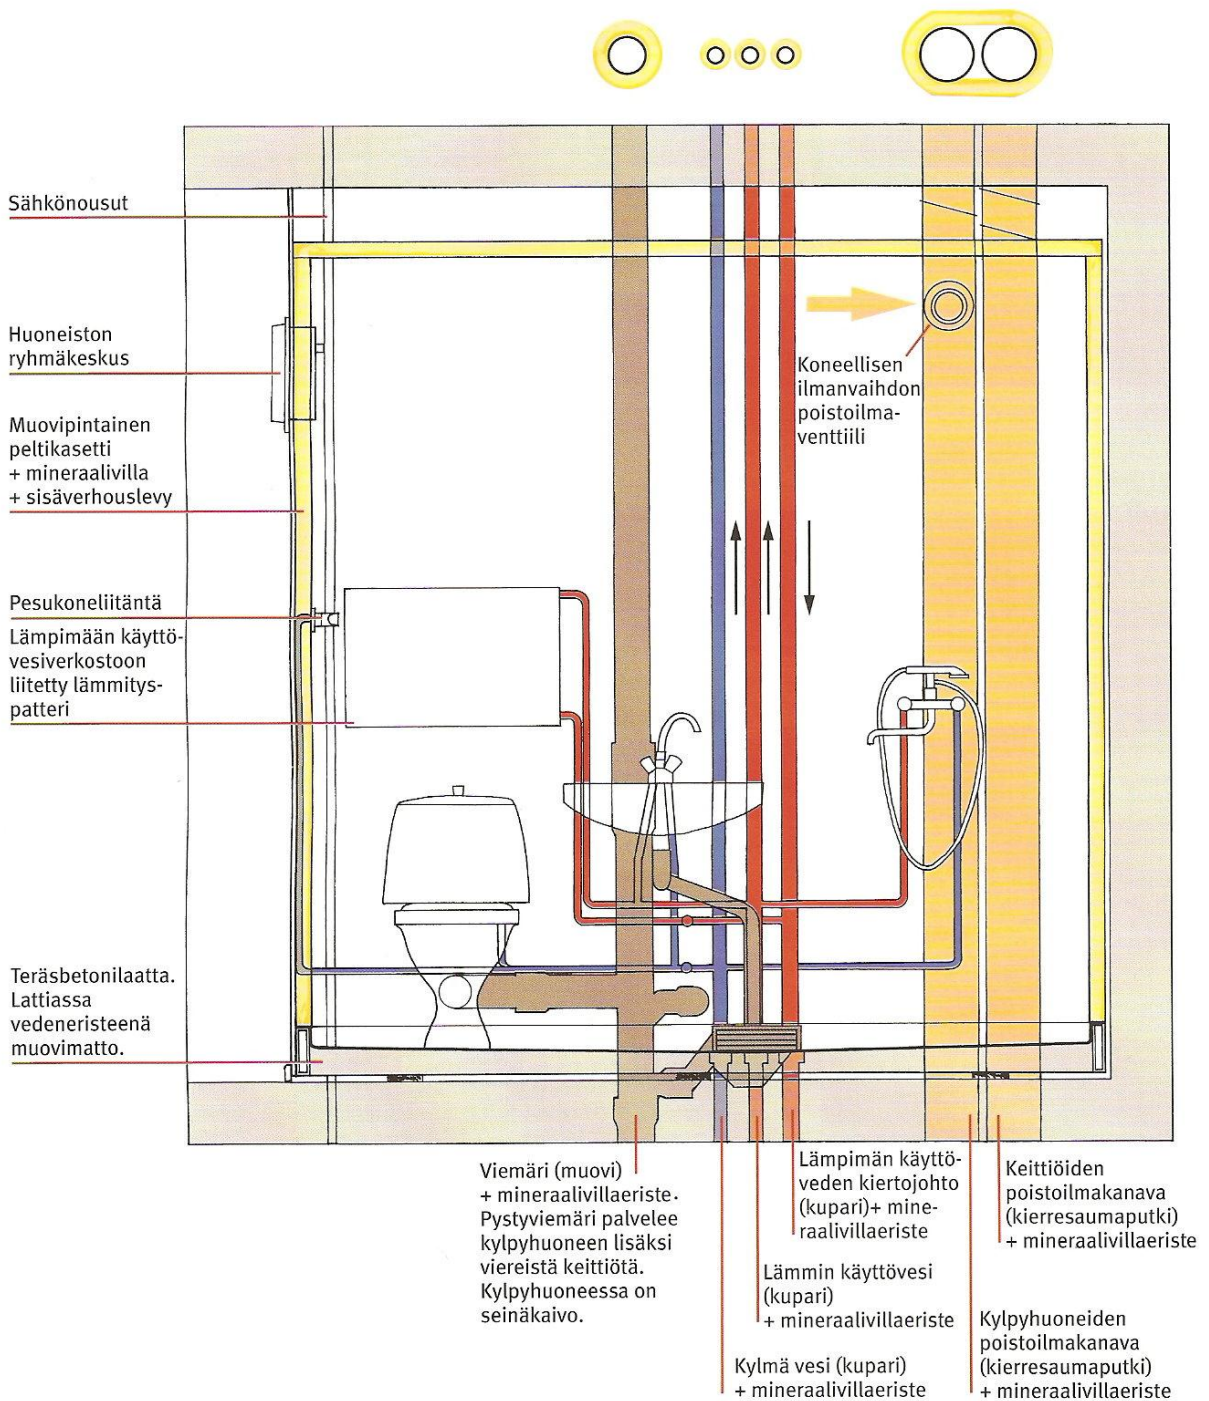 Sähkönousut
Huoneiston
ryhmäkeskus
Muovipintainen
peltikasetti
+ mineraalivilla
+ sisäverhouslevy
Pesukoneliitäntä
Lämpimään käyttö-
vesiverkostoon
liitetty lämmitys-
patteri
Teräsbetonilaatta.
Lattiassa
vedeneristeenä
muovimatto.
Koneellisen
ilmanvaihdon
poistoilma-
venttiili
Viemäri (muovi)
+ mineraalivillaeriste.
Pystyviemäri palvelee
kylpyhuoneen lisäksi
viereistä keittiötä.
Kylpyhuoneessa on
seinäkaivo.
Kylmä vesi (kupari)
+ mineraalivillaeriste
Lämmin käyttövesi
(kupari)
+ mineraalivillaeriste
Lämpimän käyttö-
veden kiertojohto
(kupari)+ mine-
raalivillaeriste
Kylpyhuoneiden
poistoilmakanava
(kierresaumaputki)
+ mineraalivillaeriste
Keittiöiden
poistoilmakanava
(kierresaumaputki)
+ mineraalivillaeriste